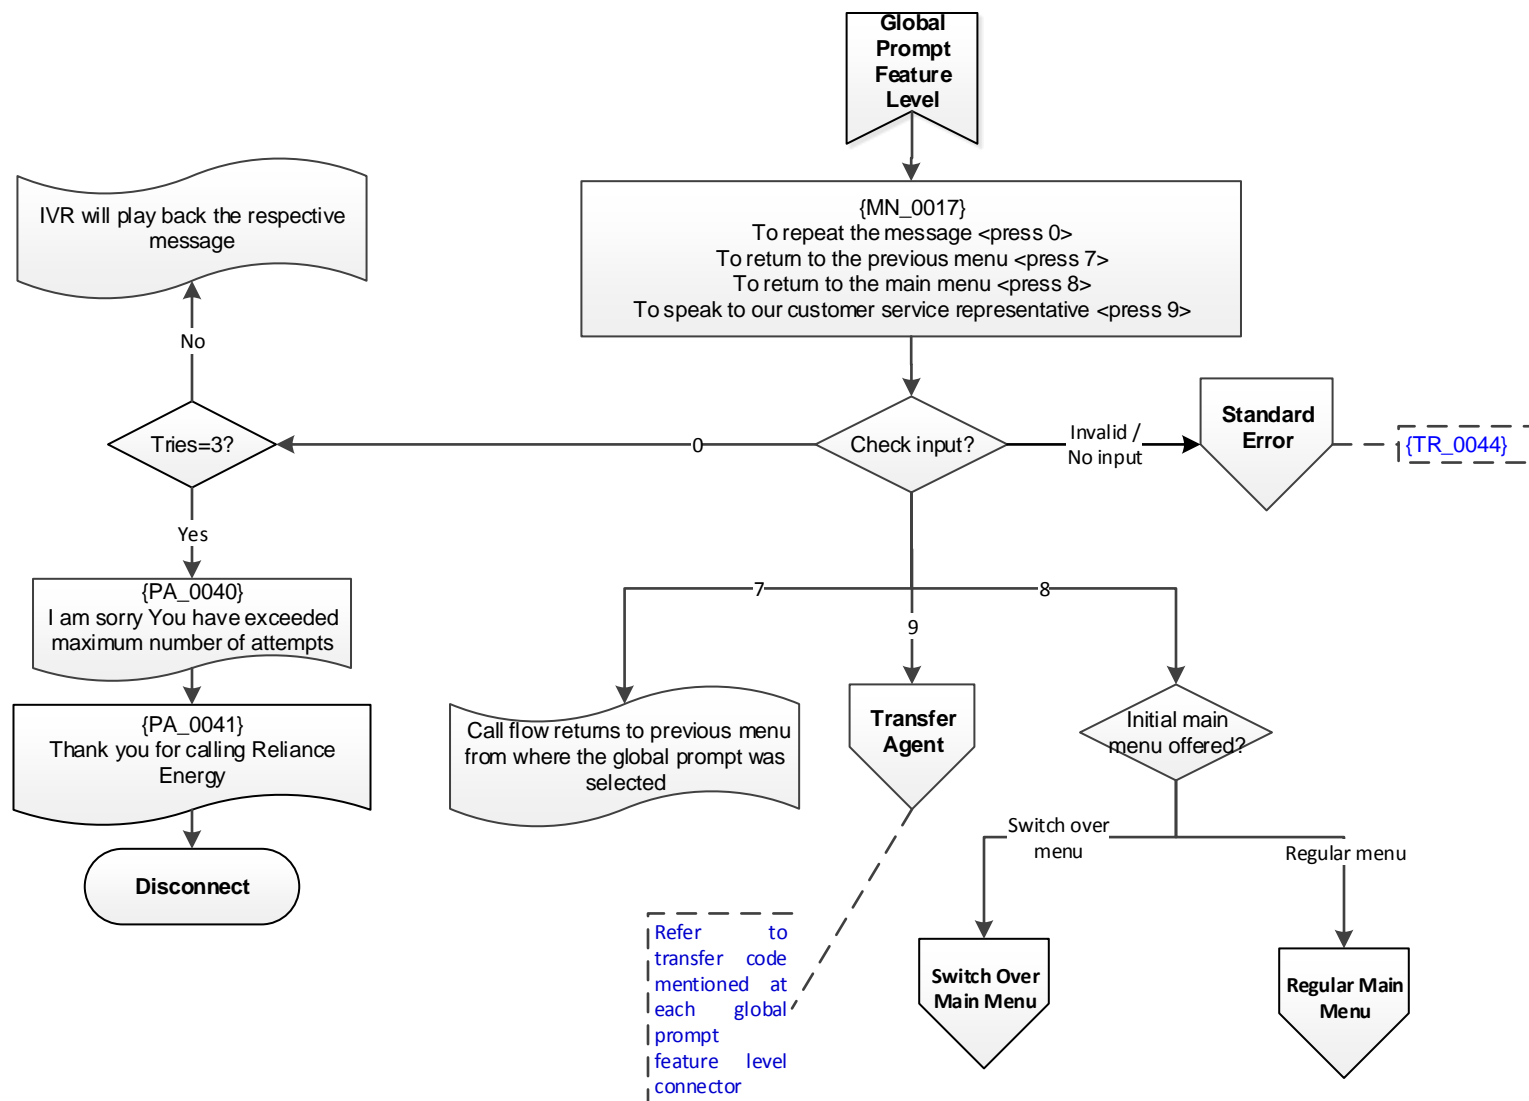 Global
Prompt
Feature
Level
{MN_0017}
To repeat the message <press 0>
To return to the previous menu <press 7>
To return to the main menu <press 8>
To speak to our customer service representative <press 9>
IVR will play back the respective
message
No
Tries=3?
0
Check input?
Invalid /
No input
Standard
Error
{TR_0044}
Yes
{PA_0040}
I am sorry You have exceeded
maximum number of attempts
{PA_0041}
Thank you for calling Reliance
Energy
Disconnect
7
8
9
Call flow returns to previous menu
from where the global prompt was
selected
Transfer
Agent
Initial main
menu offered?
Switch over
menu
Regular menu
Refer to
transfer code
mentioned at
each global
prompt
feature level
connector
Switch Over
Main Menu
Regular Main
Menu